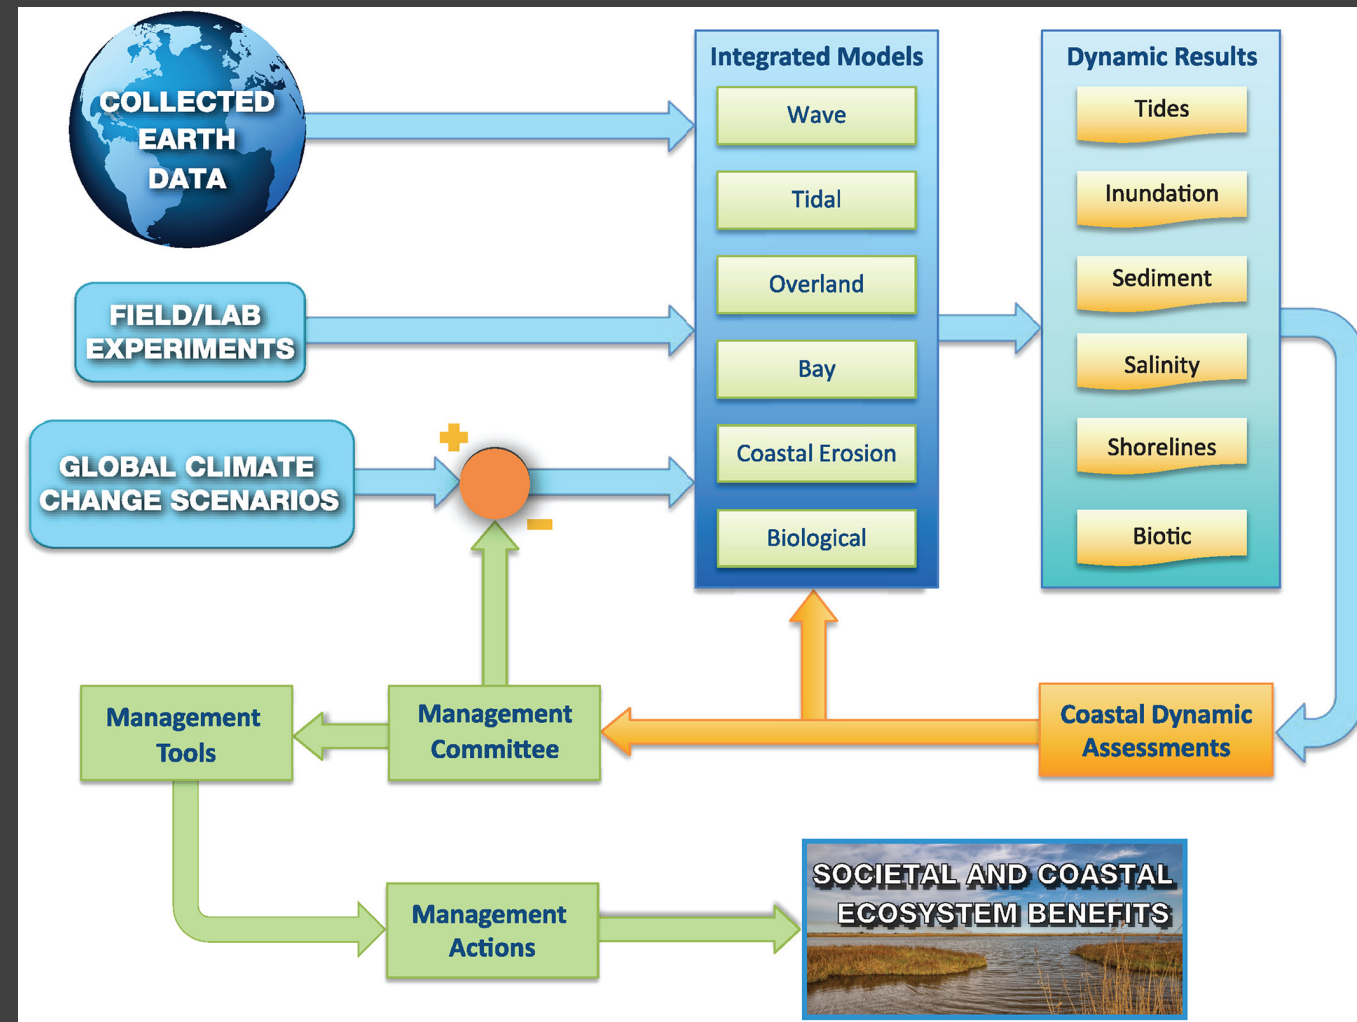 COLLECTED
EARTH
DATA
FIELD/LAB
EXPERIMENTS
GLOBAL CLIMATE
CHANGE SCENARIOS
+
-
Integrated Models
Wave
Tidal
Overland
Bay
Coastal Erosion
Biological
Dynamic Results
Tides
Inundation
Sediment
Salinity
Shorelines
Biotic
Coastal Dynamic
Assessments
Management
Committee
Management
Tools
Management
Actions
SOCIETAL AND COASTAL
ECOSYSTEM BENEFITS